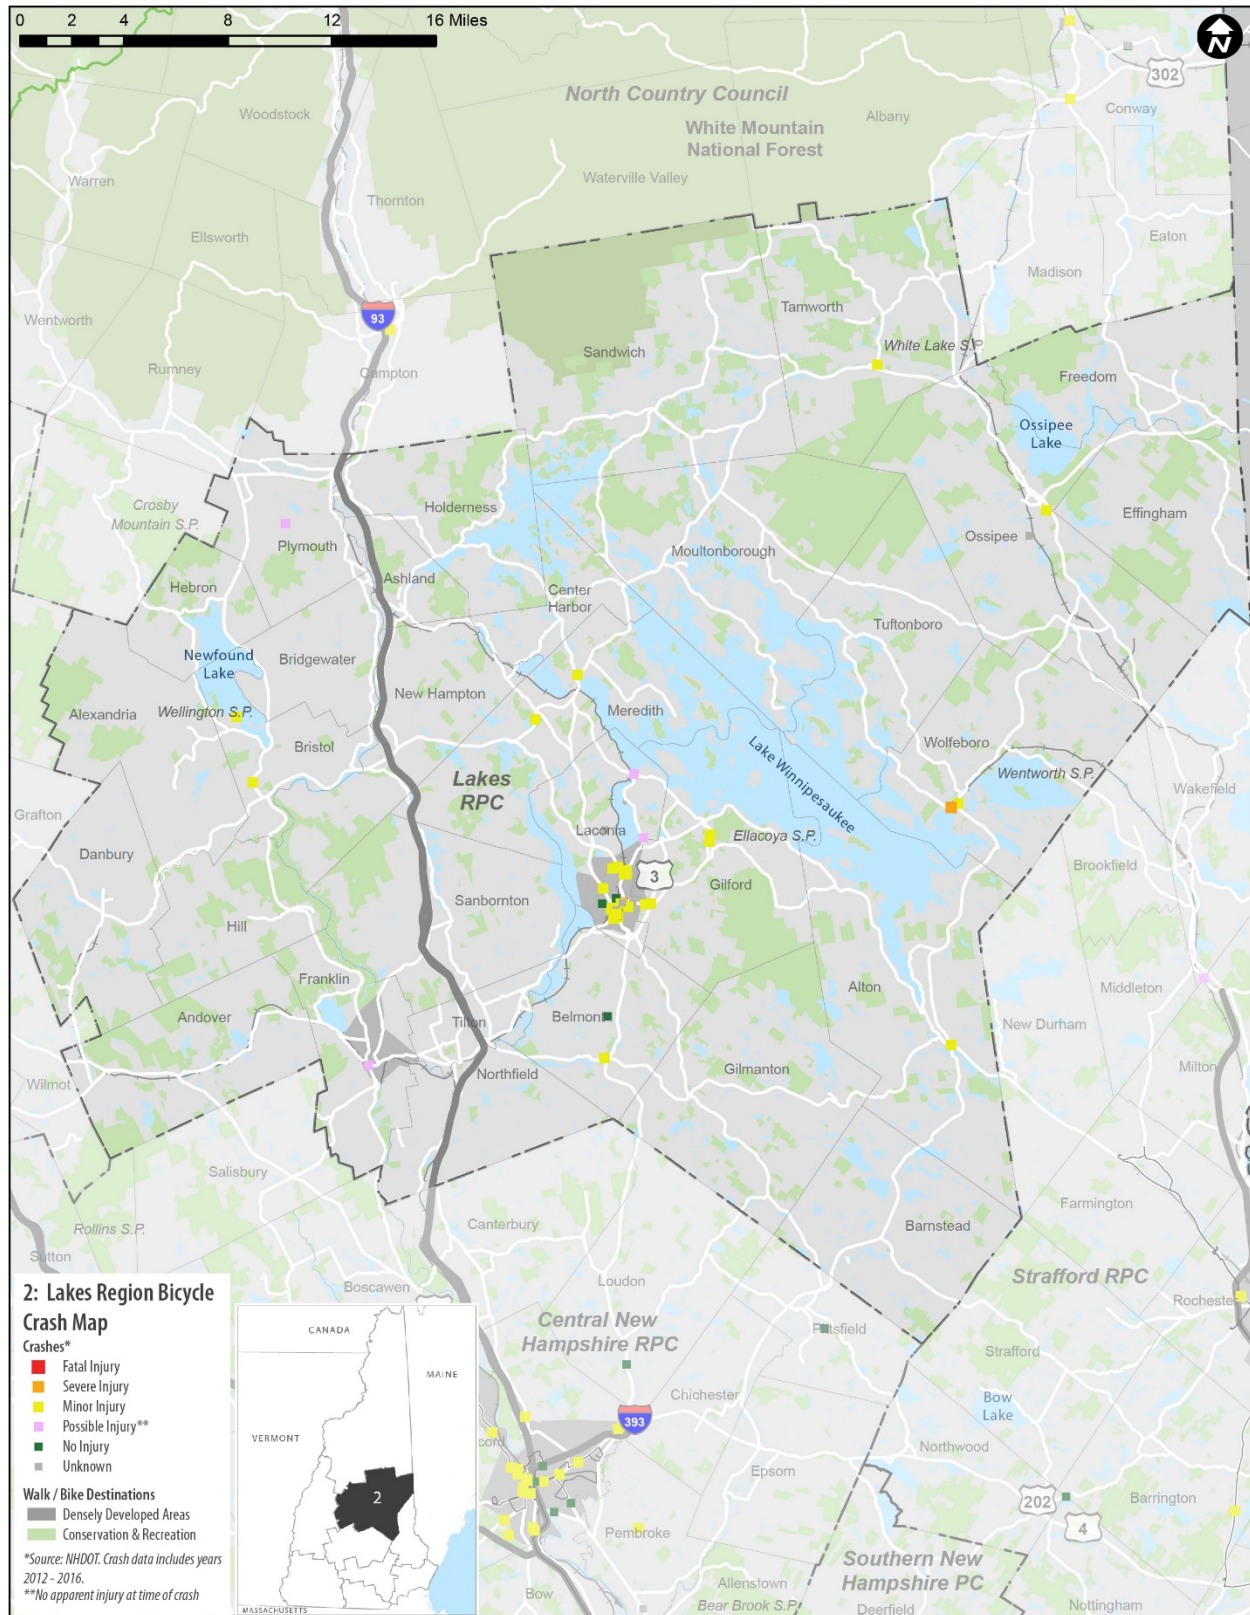 0 2 4 8 12 16 Miles
N
302
North Country Council
Woodstock
Albany
Conway
White Mountain
National Forest
Warren
Waterville Valley
Thornton
Ellsworth
Eaton
Madison
Tamworth
Wentworth
93
White Lake S.P.
Sandwich
Rumney
Campton
Freedom
Ossipee
Lake
Crosby
Mountain S.P.
Holderness
Effingham
Plymouth
Ossipee
Moultonborough
Hebron
Ashland
Center
Harbor
Tuftonboro
Newfound
Lake
Bridgewater
New Hampton
Meredith
Alexandria
Wellington S.P.
Bristol
Wolfeboro
Lake Winnipesaukee
Wentworth S.P.
Lakes
RPC
Wakefield
Grafton
Laconia
Ellacoya S.P.
Brookfield
Danbury
3
Gilford
Sanbornton
Hill
Franklin
Alton
Middleton
Andover
Tilton
Belmont
New Durham
Wilmot
Northfield
Gilmanton
Milton
Salisbury
Farmington
Rollins S.P.
Canterbury
Barnstead
Sutton
Boscawen
Loudon
Strafford RPC
Rochester
Central New
Hampshire RPC
Pittsfield
Strafford
Chichester
Bow
Lake
393
cord
Northwood
Epsom
202
Barrington
4
Pembroke
Southern New
Hampshire PC
Allenstown
Bear Brook S.P.
Bow
Deerfield
Nottingham
2: Lakes Region Bicycle
Crash Map
Crashes*
Fatal Injury
Severe Injury
Minor Injury
Possible Injury**
No Injury
Unknown
Walk / Bike Destinations
Densely Developed Areas
Conservation & Recreation
*Source: NHDOT. Crash data includes years
2012 - 2016.
**No apparent injury at time of crash
CANADA
MAINE
VERMONT
2
MASSACHUSETTS